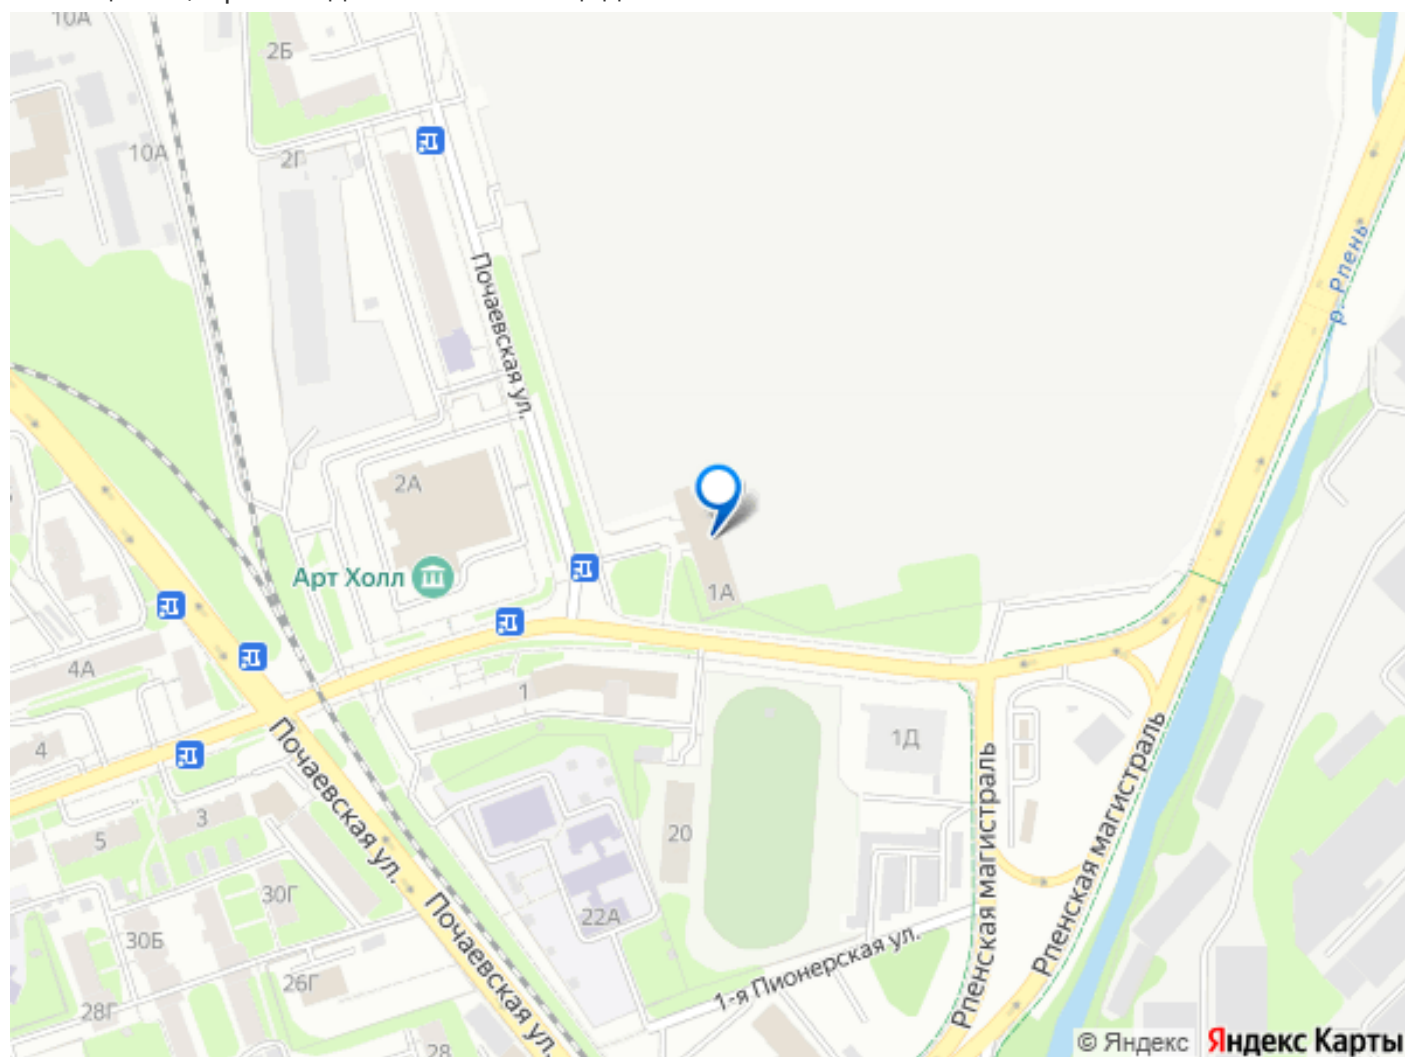 10А
2Б
10А
2Г
Почаевская ул.
р. Рпень
2А
Арт Холл
1А
4А
1
4
1Д
Почаевская ул.
Рпенская магистраль
Рпенская магистраль
3
5
20
30Г
22А
30Б
Почаевская ул.
1-я Пионерская ул.
26Г
28Г
28
© Яндекс Яндекс Карты